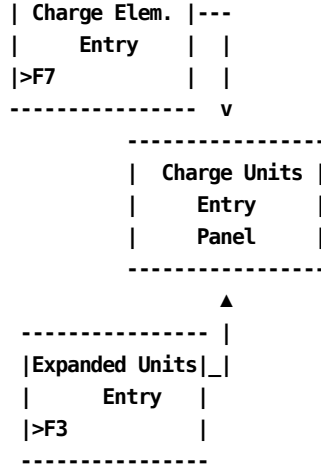 | Charge Elem. |---
|     Entry    |  |
|>F7           |  |
----------------  v
-----------------
|  Charge Units |
|     Entry     |
|     Panel     |
-----------------
▲
---------------- |
|Expanded Units|_|
|      Entry   |
|>F3           |
----------------